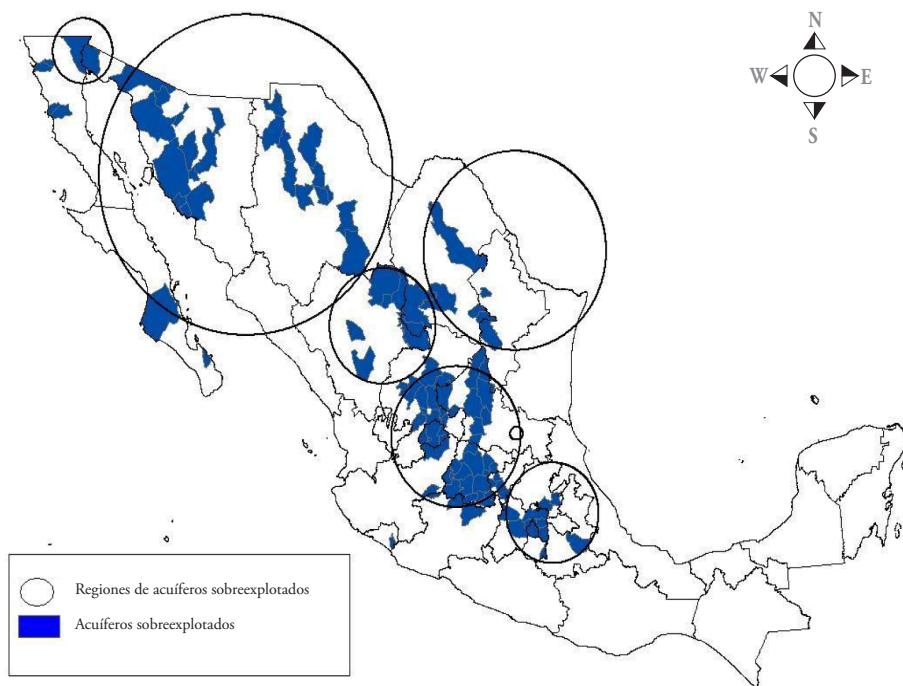 N
W E
S
Regiones de acuíferos sobreexplotados
Acuíferos sobreexplotados